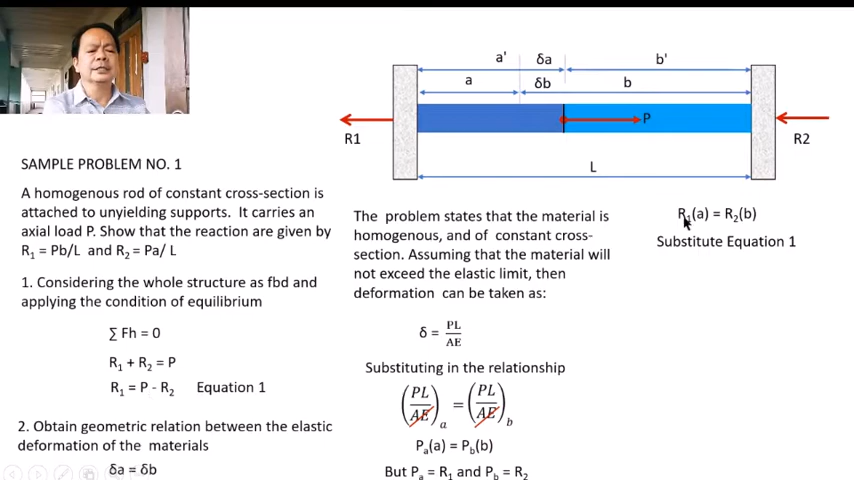 a'
δa
b'
a
δb
b
P
R1
R2
L
SAMPLE PROBLEM NO. 1
A homogenous rod of constant cross-section is
attached to unyielding supports. It carries an
axial load P. Show that the reaction are given by
R₁ = Pb/L and R₂ = Pa/ L
1. Considering the whole structure as fbd and
applying the condition of equilibrium
∑ Fh = 0
R₁ + R₂ = P
R₁ = P - R₂ Equation 1
2. Obtain geometric relation between the elastic
deformation of the materials
δa = δb
The problem states that the material is
homogenous, and of constant cross-
section. Assuming that the material will
not exceed the elastic limit, then
deformation can be taken as:
δ = PL/AE
Substituting in the relationship
(PL/AE)ₐ = (PL/AE)b
Pₐ(a) = Pb(b)
But Pₐ = R₁ and Pb = R₂
R₁(a) = R₂(b)
Substitute Equation 1